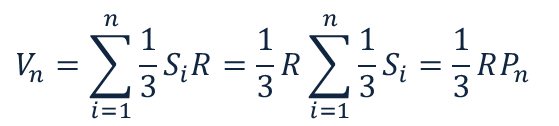 $V_n = \sum_{i=1}^{n} \frac{1}{3} S_i R = \frac{1}{3} R \sum_{i=1}^{n} \frac{1}{3} S_i = \frac{1}{3} R P_n$